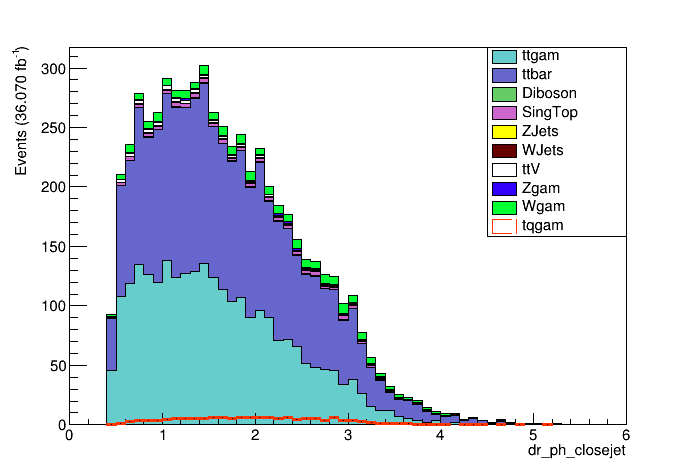 Events (36.070 fb⁻¹)
300
250
200
150
100
50
0
0 1 2 3 4 5 6
dr_ph_closejet
ttgam
ttbar
Diboson
SingTop
ZJets
WJets
ttV
Zgam
Wgam
tqgam